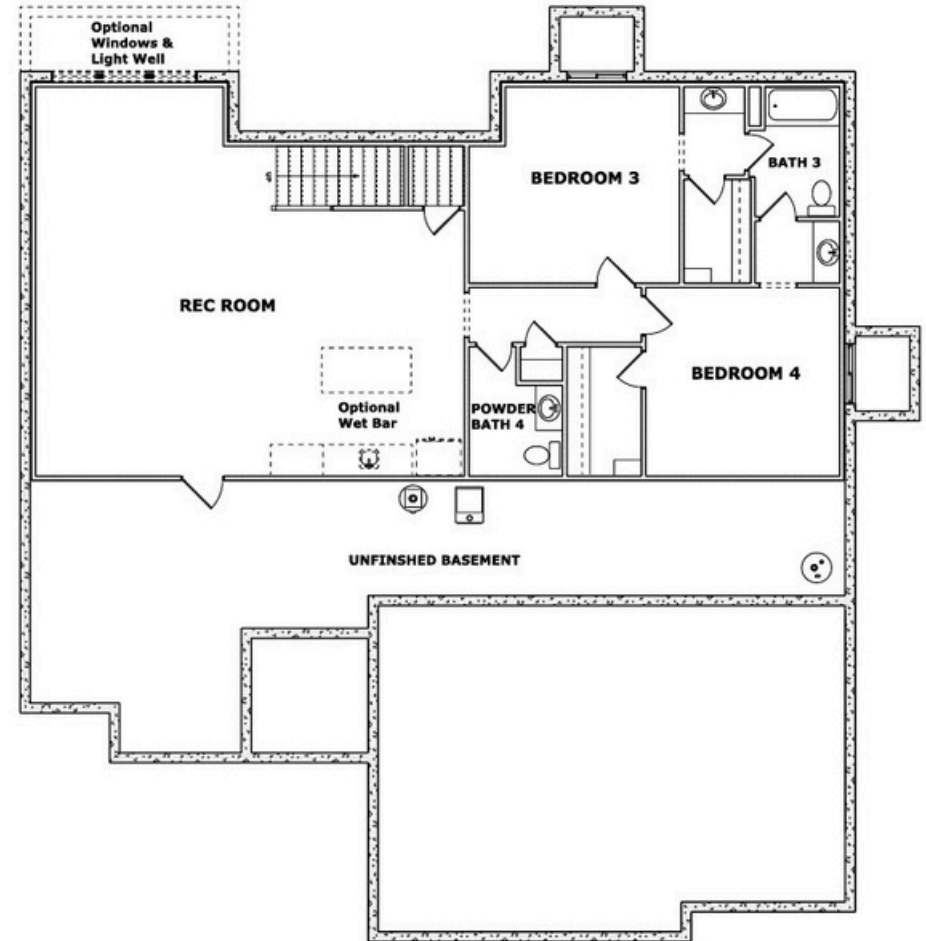 Optional
Windows &
Light Well
BEDROOM 3
BATH 3
UP
REC ROOM
BEDROOM 4
Optional
Wet Bar
POWDER
BATH 4
UNFINSHED BASEMENT